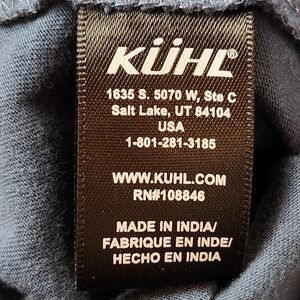 KÜHL®
1635 S. 5070 W, Ste C
Salt Lake, UT 84104
USA
1-801-281-3185
WWW.KUHL.COM
RN#108846
MADE IN INDIA/
FABRIQUE EN INDE/
HECHO EN INDIA